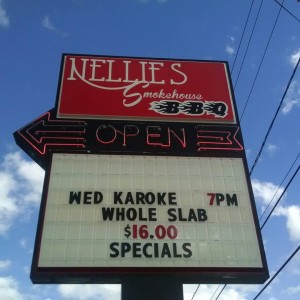 NELLIES
Smokehouse
BBQ
OPEN
WED KAROKE 7PM
WHOLE SLAB
$16.00
SPECIALS